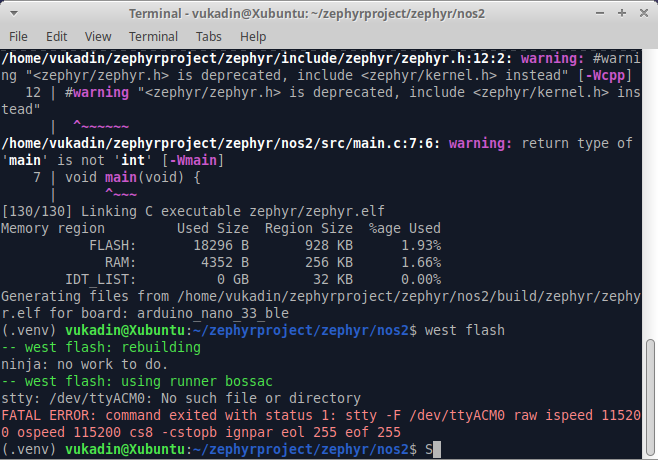 Terminal - vukadin@Xubuntu: ~/zephyrproject/zephyr/nos2
File Edit View Terminal Tabs Help
/home/vukadin/zephyrproject/zephyr/include/zephyr/zephyr.h:12:2: warning: #warni
ng "<zephyr/zephyr.h> is deprecated, include <zephyr/kernel.h> instead" [-Wcpp]
   12 | #warning "<zephyr/zephyr.h> is deprecated, include <zephyr/kernel.h> ins
tead"
      |  ^~~~~~~
/home/vukadin/zephyrproject/zephyr/nos2/src/main.c:7:6: warning: return type of
'main' is not 'int' [-Wmain]
    7 | void main(void) {
      |      ^~~~
[130/130] Linking C executable zephyr/zephyr.elf
Memory region         Used Size  Region Size  %age Used
           FLASH:       18296 B       928 KB      1.93%
             RAM:        4352 B       256 KB      1.66%
        IDT_LIST:          0 GB        32 KB      0.00%
Generating files from /home/vukadin/zephyrproject/zephyr/nos2/build/zephyr/zephy
r.elf for board: arduino_nano_33_ble
(.venv) vukadin@Xubuntu:~/zephyrproject/zephyr/nos2$ west flash
-- west flash: rebuilding
ninja: no work to do.
-- west flash: using runner bossac
stty: /dev/ttyACM0: No such file or directory
FATAL ERROR: command exited with status 1: stty -F /dev/ttyACM0 raw ispeed 11520
0 ospeed 115200 cs8 -cstopb ignpar eol 255 eof 255
(.venv) vukadin@Xubuntu:~/zephyrproject/zephyr/nos2$ S